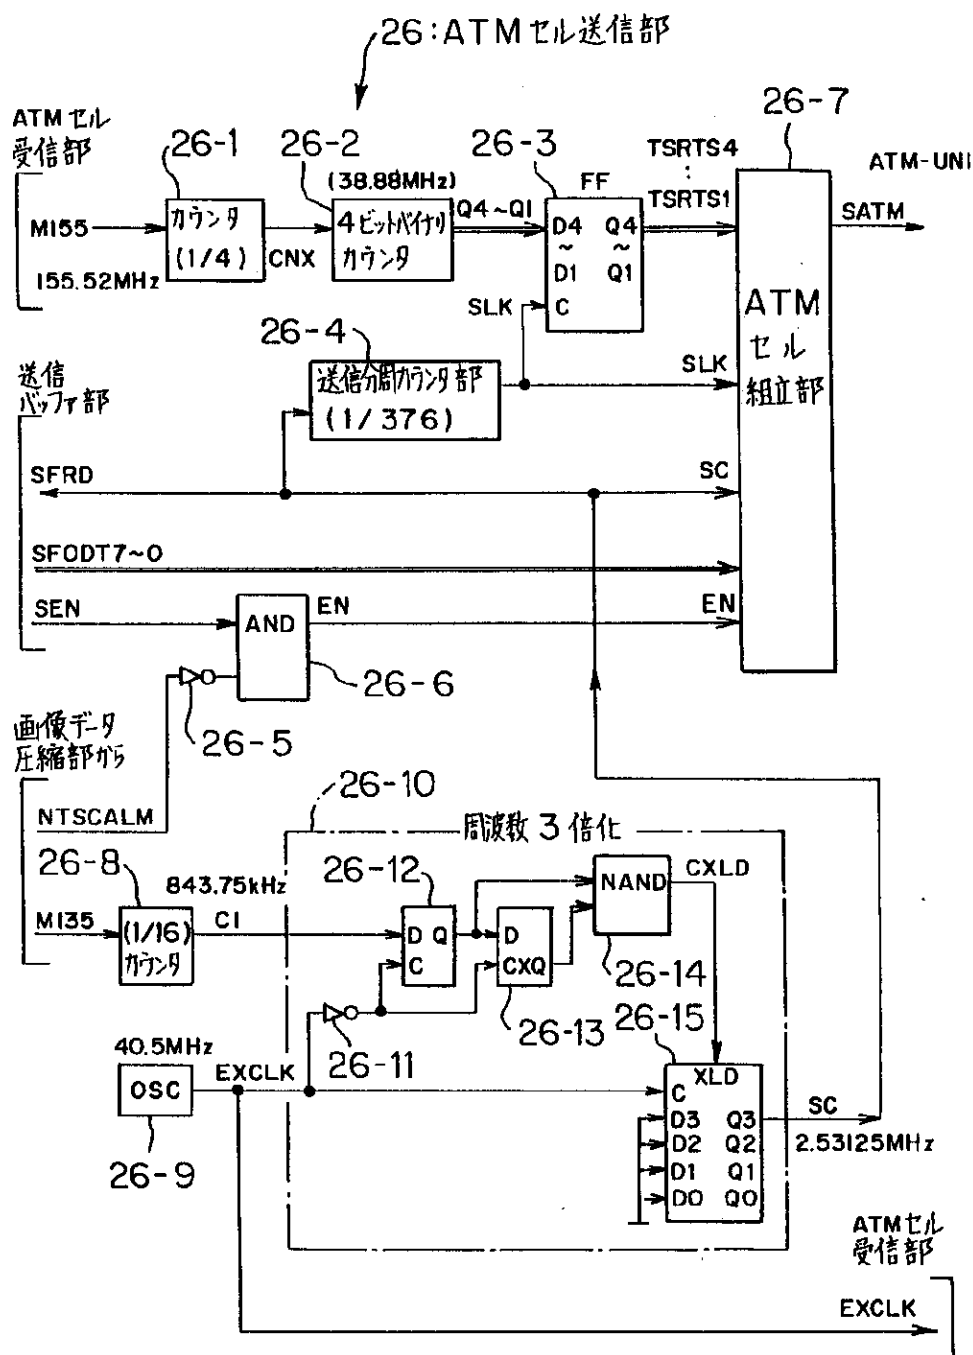 26:ATMセル送信部
ATMセル
受信部
26-1
26-2
26-3
26-7
TSRTS4
:
TSRTS1
ATM-UNI
M155
155.52MHz
カウンタ
(1/4)
CNX
(38.88MHz)
4ビットバイナリ
カウンタ
Q4~Q1
FF
D4 Q4
~ ~
D1 Q1
C
SATM
SLK
26-4
送信分周カウンタ部
(1/376)
SLK
ATM
セル
組立部
送信
バッファ部
SFRD
SC
SFODT7~0
SEN
AND
EN
EN
26-6
26-5
画像データ
圧縮部から
NTSCALM
26-10
周波数3倍化
26-8
843.75kHz
26-12
NAND
CXLD
M135
(1/16)
カウンタ
C1
D Q
C
D
CXQ
26-14
26-13
26-15
26-11
40.5MHz
OSC
EXCLK
26-9
XLD
C
D3 Q3
D2 Q2
D1 Q1
D0 Q0
SC
2.53125MHz
ATMセル
受信部
EXCLK